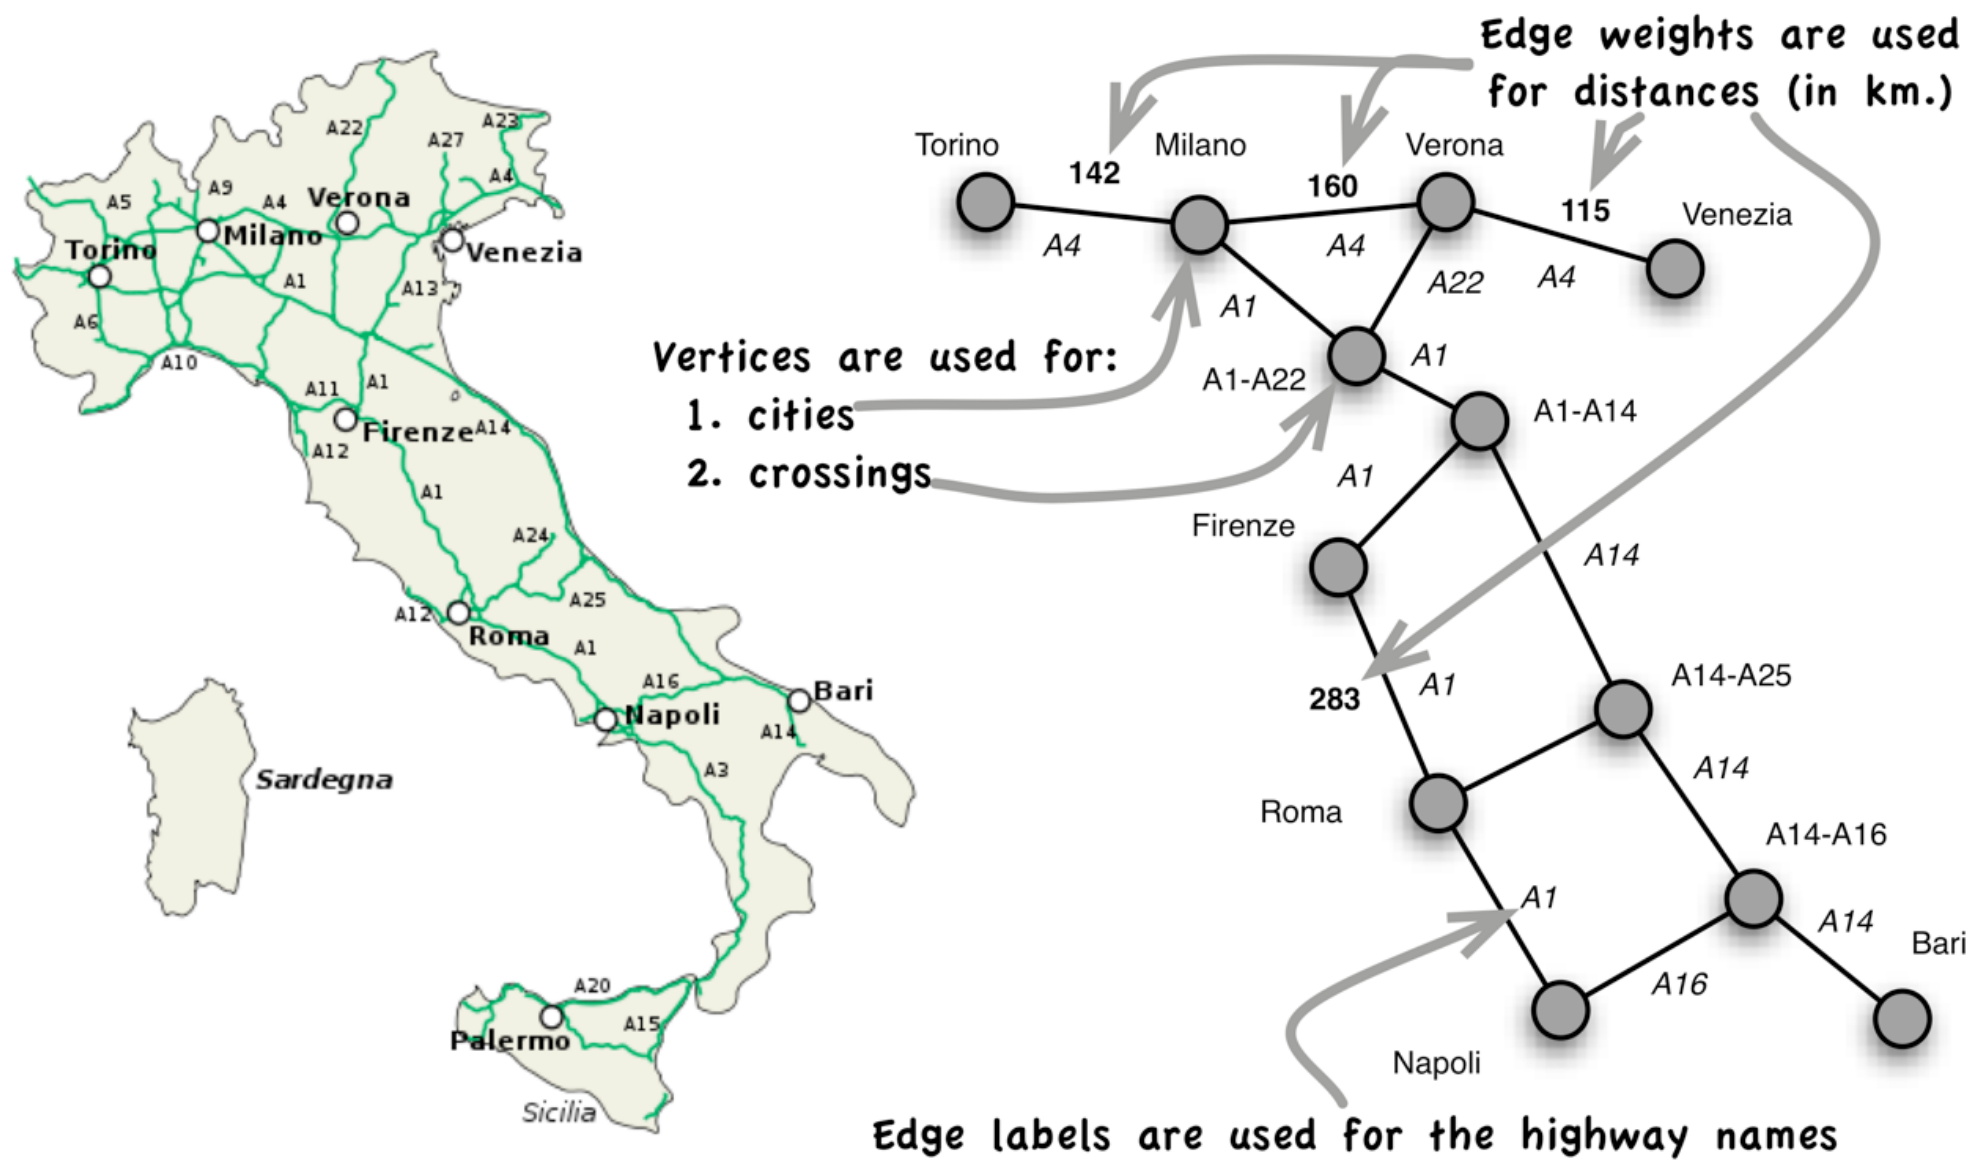 A22
A27
A23
A4
A5
A9
A4
Verona
Milano
Venezia
Torino
A1
A13
A6
A10
A11
A1
Firenze
A14
A12
A1
A24
A25
A12
Roma
A1
A16
Bari
Napoli
A14
A3
Sardegna
A20
A15
Palermo
Sicilia
Edge weights are used
for distances (in km.)
Torino
Milano
Verona
142
160
115
Venezia
A4
A4
A4
A22
A1
Vertices are used for:
1. cities
2. crossings
A1-A22
A1
A1-A14
A1
Firenze
A14
283
A1
A14-A25
A14
Roma
A14-A16
A1
A14
Bari
A16
Napoli
Edge labels are used for the highway names